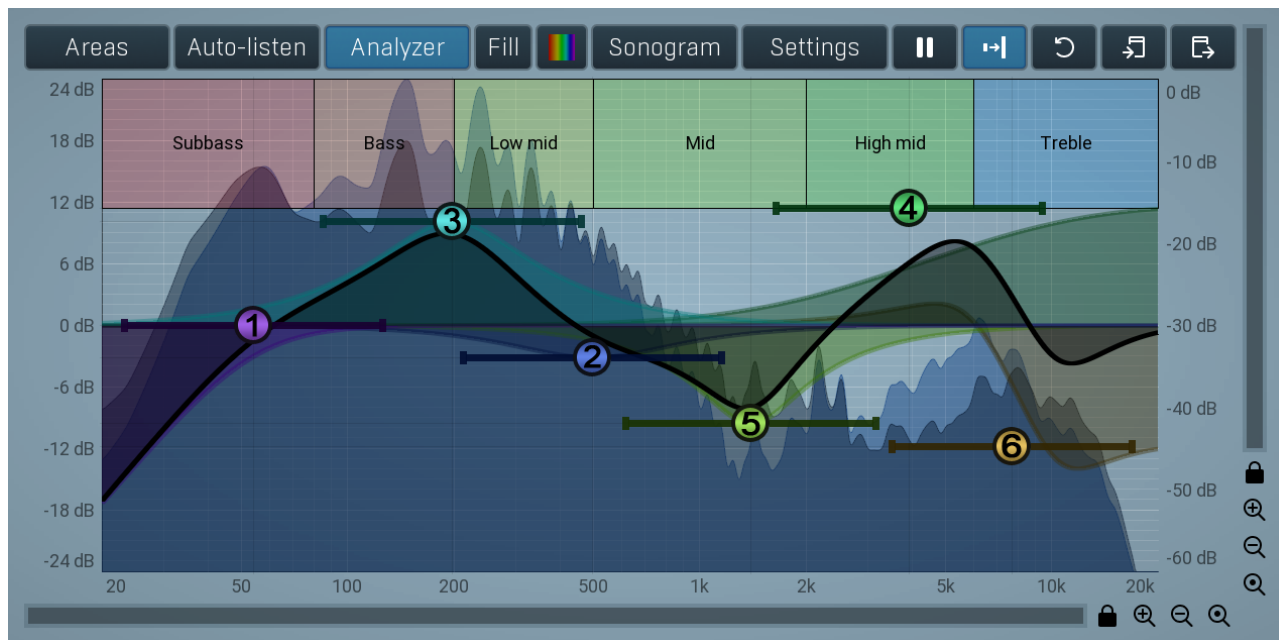 Areas Auto-listen Analyzer Fill Sonogram Settings
24 dB 0 dB
Subbass Bass Low mid Mid High mid Treble
18 dB
-10 dB
12 dB
4
3
-20 dB
6 dB
0 dB 1 -30 dB
2
-6 dB
-40 dB
5
-12 dB 6
-50 dB
-18 dB
-24 dB -60 dB
20 50 100 200 500 1k 2k 5k 10k 20k